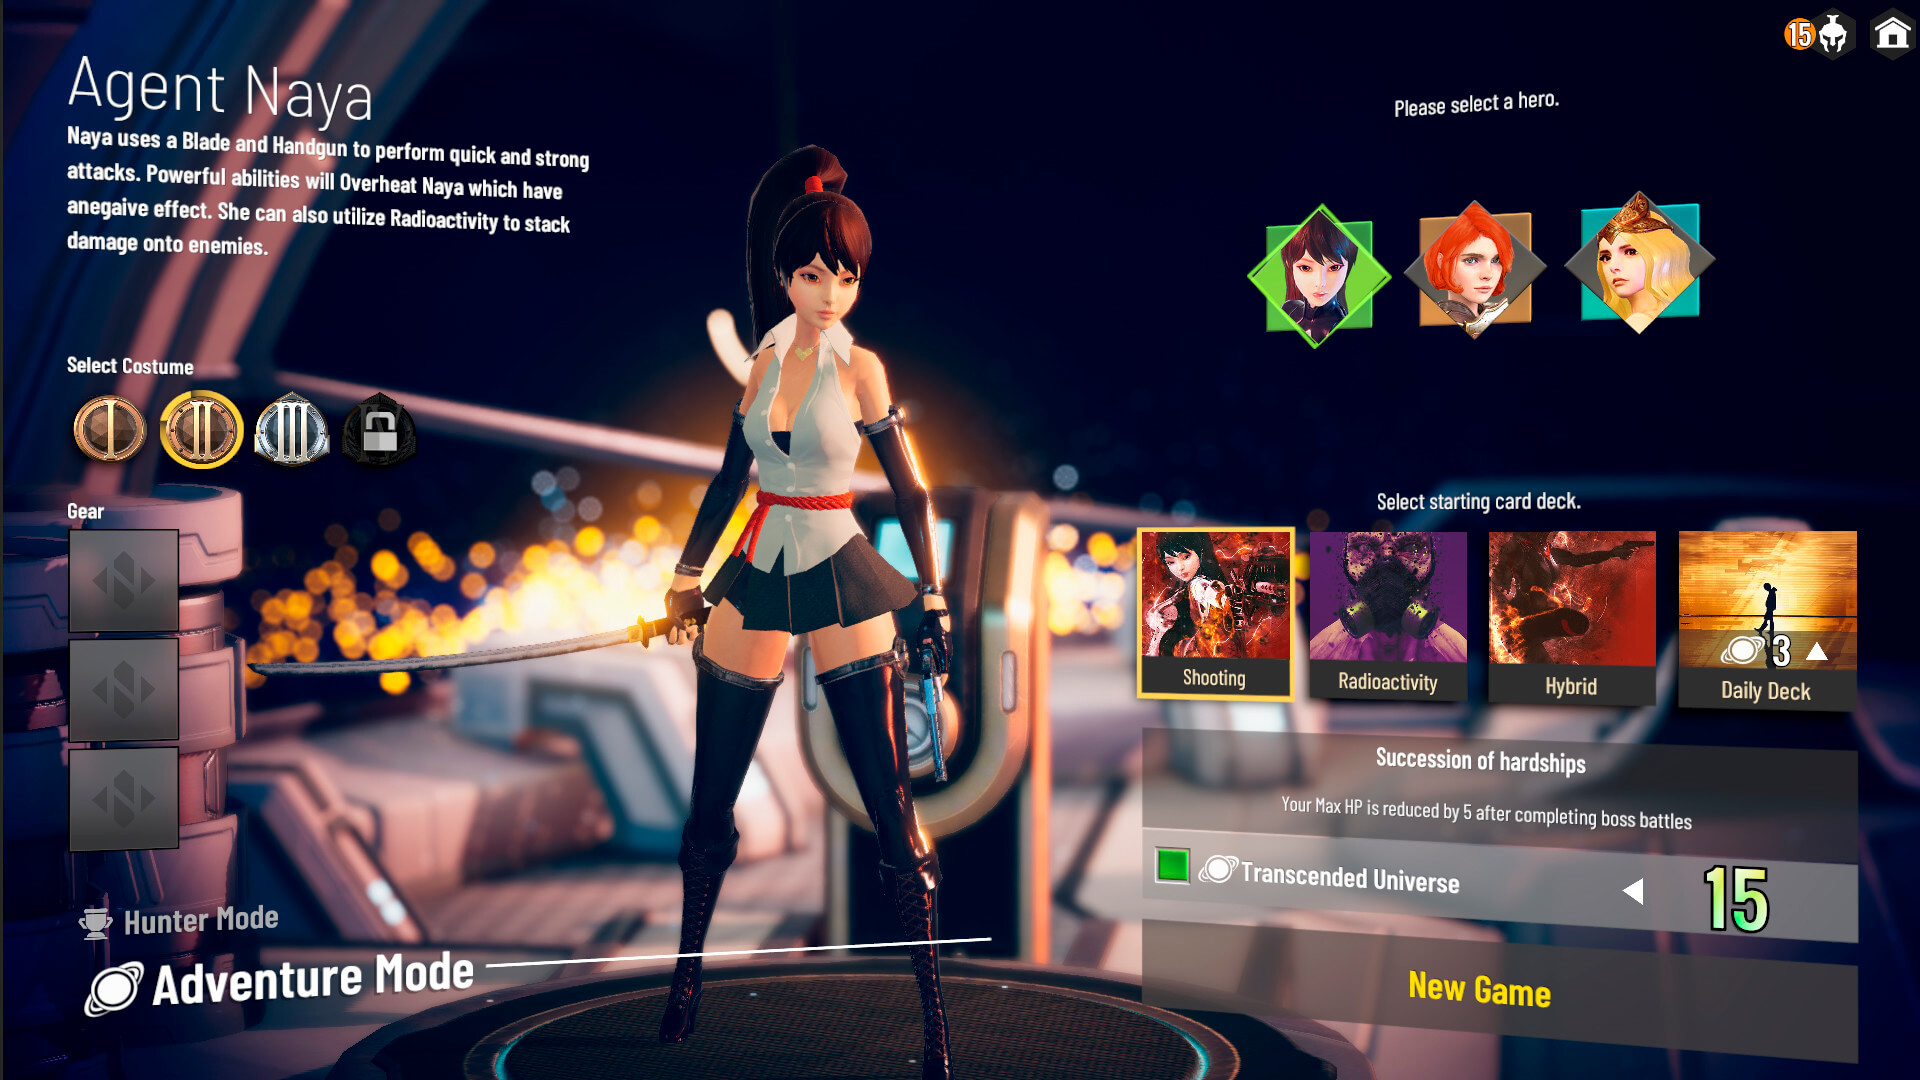 15
Agent Naya
Naya uses a Blade and Handgun to perform quick and strong
attacks. Powerful abilities will Overheat Naya which have
anegaive effect. She can also utilize Radioactivity to stack
damage onto enemies.
Please select a hero.
Select Costume
I II III
Gear
Select starting card deck.
Shooting
Radioactivity
Hybrid
3
Daily Deck
Succession of hardships
Your Max HP is reduced by 5 after completing boss battles
Transcended Universe
15
New Game
Hunter Mode
Adventure Mode